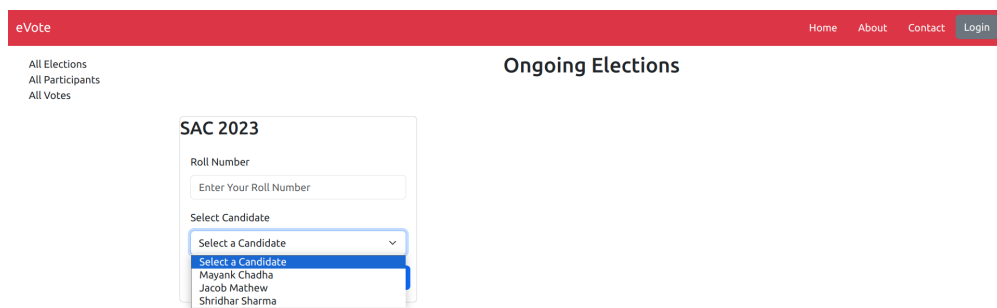 eVote Home About Contact Login
All Elections
All Participants
All Votes
Ongoing Elections
SAC 2023
Roll Number
Enter Your Roll Number
Select Candidate
Select a Candidate
Select a Candidate
Mayank Chadha
Jacob Mathew
Shridhar Sharma